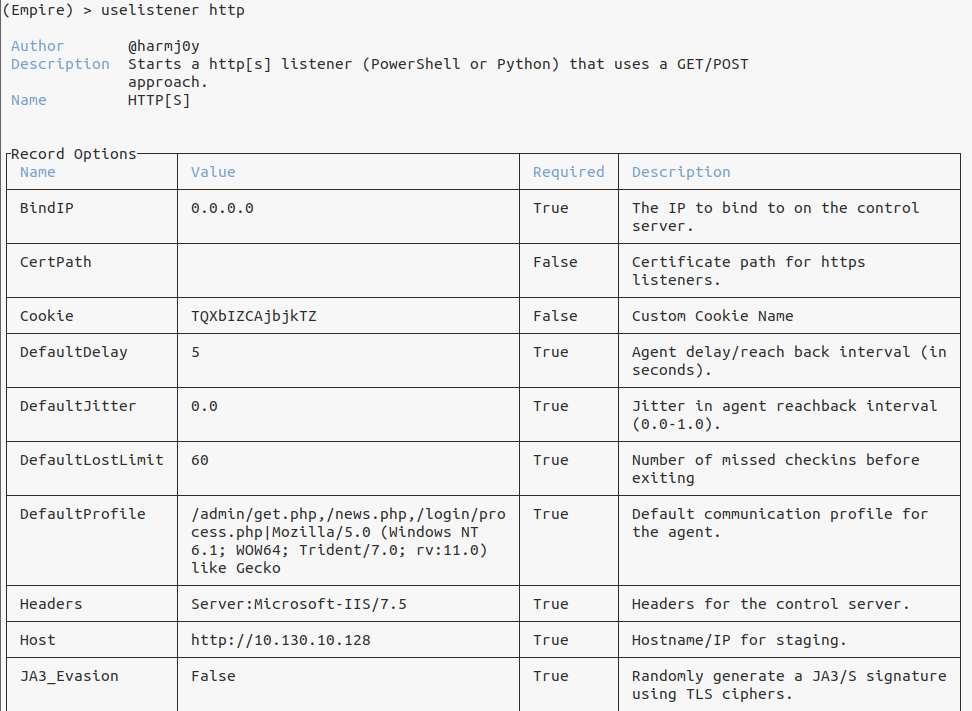 (Empire) > uselistener http
Author @harmj0y
Description Starts a http[s] listener (PowerShell or Python) that uses a GET/POST
approach.
Name HTTP[S]
Record Options
Name Value Required Description
BindIP 0.0.0.0 True The IP to bind to on the control
server.
CertPath False Certificate path for https
listeners.
Cookie TQXbIZCAjbjkTZ False Custom Cookie Name
DefaultDelay 5 True Agent delay/reach back interval (in
seconds).
DefaultJitter 0.0 True Jitter in agent reachback interval
(0.0-1.0).
DefaultLostLimit 60 True Number of missed checkins before
exiting
DefaultProfile /admin/get.php,/news.php,/login/pro True Default communication profile for
cess.php|Mozilla/5.0 (Windows NT the agent.
6.1; WOW64; Trident/7.0; rv:11.0)
like Gecko
Headers Server:Microsoft-IIS/7.5 True Headers for the control server.
Host http://10.130.10.128 True Hostname/IP for staging.
JA3_Evasion False True Randomly generate a JA3/S signature
using TLS ciphers.